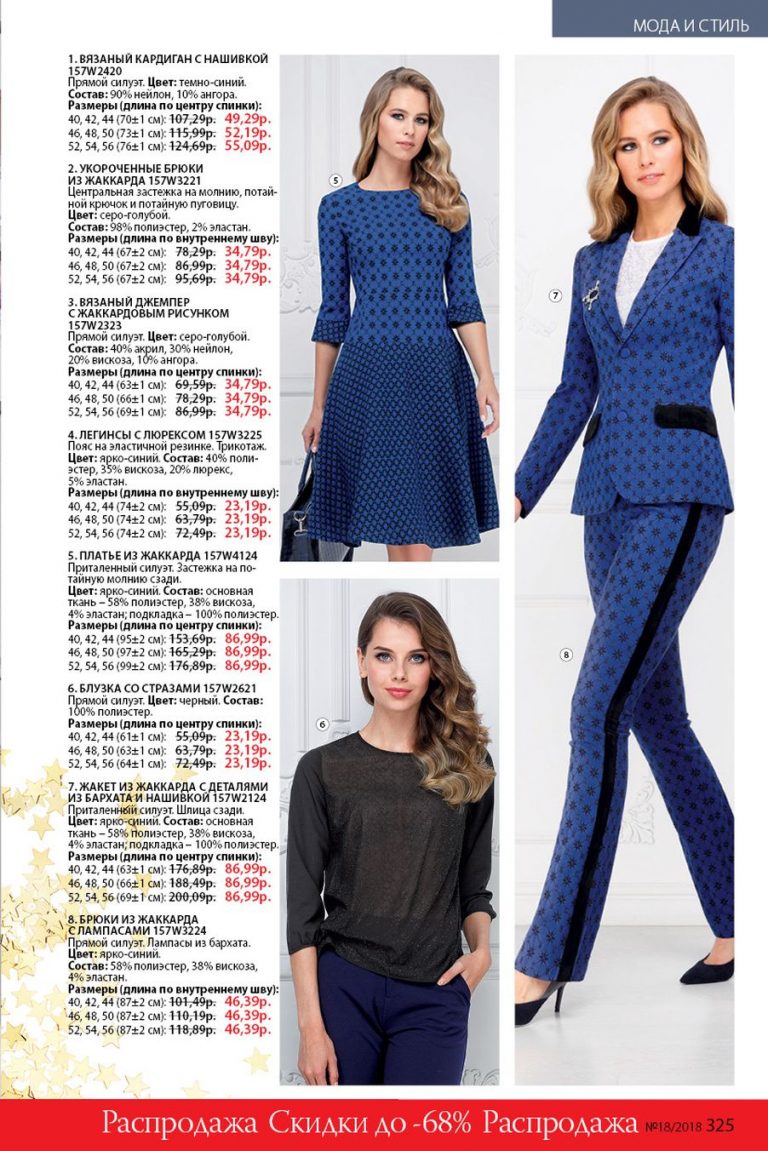 МОДА И СТИЛЬ
1. ВЯЗАНЫЙ КАРДИГАН С НАШИВКОЙ
157W2420
Прямой силуэт. Цвет: темно-синий.
Состав: 90% нейлон, 10% ангора.
Размеры (длина по центру спинки):
40, 42, 44 (70±1 см): 107,29р. 49,29р.
46, 48, 50 (73±1 см): 115,99р. 52,19р.
52, 54, 56 (76±1 см): 124,69р. 55,09р.
2. УКОРОЧЕННЫЕ БРЮКИ
ИЗ ЖАККАРДА 157W3221
Центральная застежка на молнию, потай-
ной крючок и потайную пуговицу.
Цвет: серо-голубой.
Состав: 98% полиэстер, 2% эластан.
Размеры (длина по внутреннему шву):
40, 42, 44 (67±2 см): 78,29р. 34,79р.
46, 48, 50 (67±2 см): 86,99р. 34,79р.
52, 54, 56 (67±2 см): 95,69р. 34,79р.
3. ВЯЗАНЫЙ ДЖЕМПЕР
С ЖАККАРДОВЫМ РИСУНКОМ
157W2323
Прямой силуэт. Цвет: серо-голубой.
Состав: 40% акрил, 30% нейлон,
20% вискоза, 10% ангора.
Размеры (длина по центру спинки):
40, 42, 44 (63±1 см): 69,59р. 34,79р.
46, 48, 50 (66±1 см): 78,29р. 34,79р.
52, 54, 56 (69±1 см): 86,99р. 34,79р.
4. ЛЕГИНСЫ С ЛЮРЕКСОМ 157W3225
Пояс на эластичной резинке. Трикотаж.
Цвет: ярко-синий. Состав: 40% поли-
эстер, 35% вискоза, 20% люрекс,
5% эластан.
Размеры (длина по внутреннему шву):
40, 42, 44 (74±2 см): 55,09р. 23,19р.
46, 48, 50 (74±2 см): 63,79р. 23,19р.
52, 54, 56 (74±2 см): 72,49р. 23,19р.
5. ПЛАТЬЕ ИЗ ЖАККАРДА 157W4124
Приталенный силуэт. Застежка на по-
тайную молнию сзади.
Цвет: ярко-синий. Состав: основная
ткань – 58% полиэстер, 38% вискоза,
4% эластан; подкладка – 100% полиэстер.
Размеры (длина по центру спинки):
40, 42, 44 (95±2 см): 153,69р. 86,99р.
46, 48, 50 (97±2 см): 165,29р. 86,99р.
52, 54, 56 (99±2 см): 176,89р. 86,99р.
6. БЛУЗКА СО СТРАЗАМИ 157W2621
Прямой силуэт. Цвет: черный. Состав:
100% полиэстер.
Размеры (длина по центру спинки):
40, 42, 44 (61±1 см): 55,09р. 23,19р.
46, 48, 50 (63±1 см): 63,79р. 23,19р.
52, 54, 56 (64±1 см): 72,49р. 23,19р.
7. ЖАКЕТ ИЗ ЖАККАРДА С ДЕТАЛЯМИ
ИЗ БАРХАТА И НАШИВКОЙ 157W2124
Приталенный силуэт. Шлица сзади.
Цвет: ярко-синий. Состав: основная
ткань – 58% полиэстер, 38% вискоза,
4% эластан; подкладка – 100% полиэстер.
Размеры (длина по центру спинки):
40, 42, 44 (63±1 см): 176,89р. 86,99р.
46, 48, 50 (66±1 см): 188,49р. 86,99р.
52, 54, 56 (69±1 см): 200,09р. 86,99р.
8. БРЮКИ ИЗ ЖАККАРДА
С ЛАМПАСАМИ 157W3224
Прямой силуэт. Лампасы из бархата.
Цвет: ярко-синий.
Состав: 58% полиэстер, 38% вискоза,
4% эластан.
Размеры (длина по внутреннему шву):
40, 42, 44 (87±2 см): 101,49р. 46,39р.
46, 48, 50 (87±2 см): 110,19р. 46,39р.
52, 54, 56 (87±2 см): 118,89р. 46,39р.
5
7
6
8
Распродажа Скидки до -68% Распродажа №18/2018 325